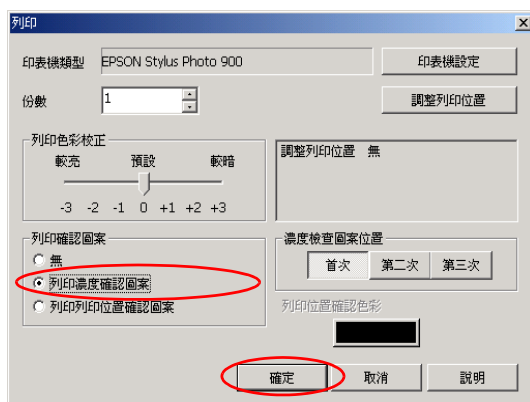 列印
印表機類型 EPSON Stylus Photo 900 印表機設定
份數 1 調整列印位置
列印色彩校正
較亮 預設 較暗
-3 -2 -1 0 +1 +2 +3
調整列印位置 無
列印確認圖案
無
列印濃度確認圖案
列印列印位置確認圖案
濃度檢查圖案位置
首次 第二次 第三次
列印位置確認色彩
確定 取消 說明